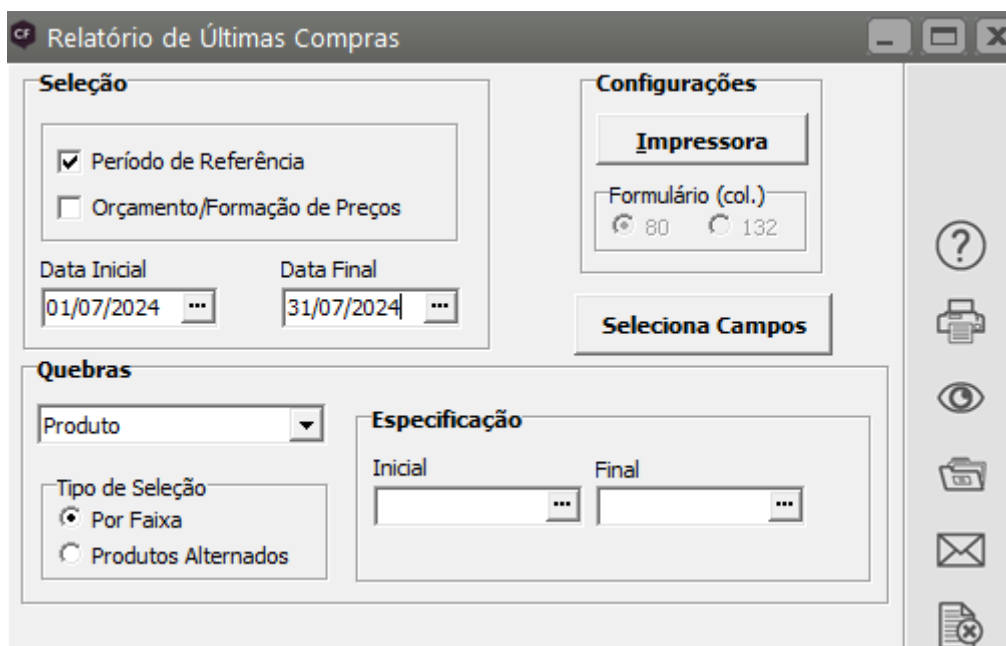 CF Relatório de Últimas Compras
Seleção
Período de Referência
Orçamento/Formação de Preços
Data Inicial Data Final
01/07/2024 ... 31/07/2024 ...
Configurações
Impressora
Formulário (col.)
80 132
Seleciona Campos
Quebras
Produto
Tipo de Seleção
Por Faixa
Produtos Alternados
Especificação
Inicial Final
... ...
?